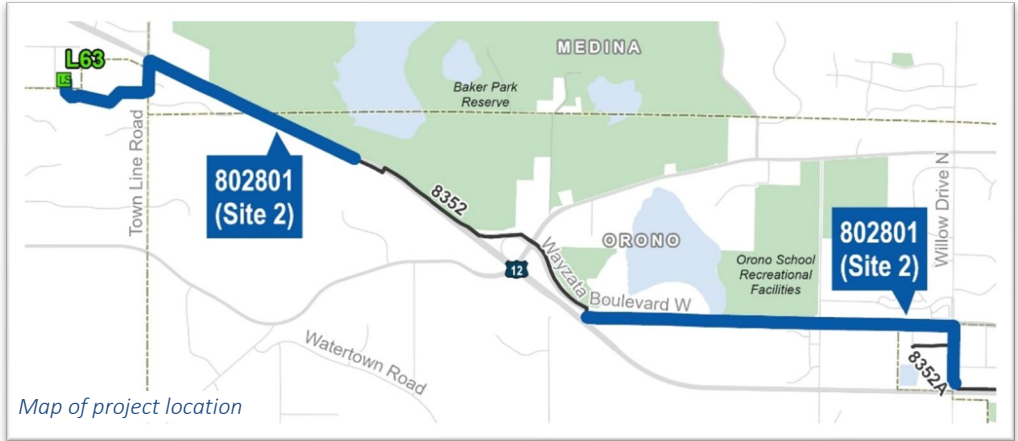 MEDINA
L63
LS
Baker Park
Reserve
Town Line Road
802801
(Site 2)
8352
Willow Drive N
802801
(Site 2)
ORONO
Orono School
Recreational
Facilities
12
Wayzata
Boulevard W
Watertown Road
8352A
Map of project location